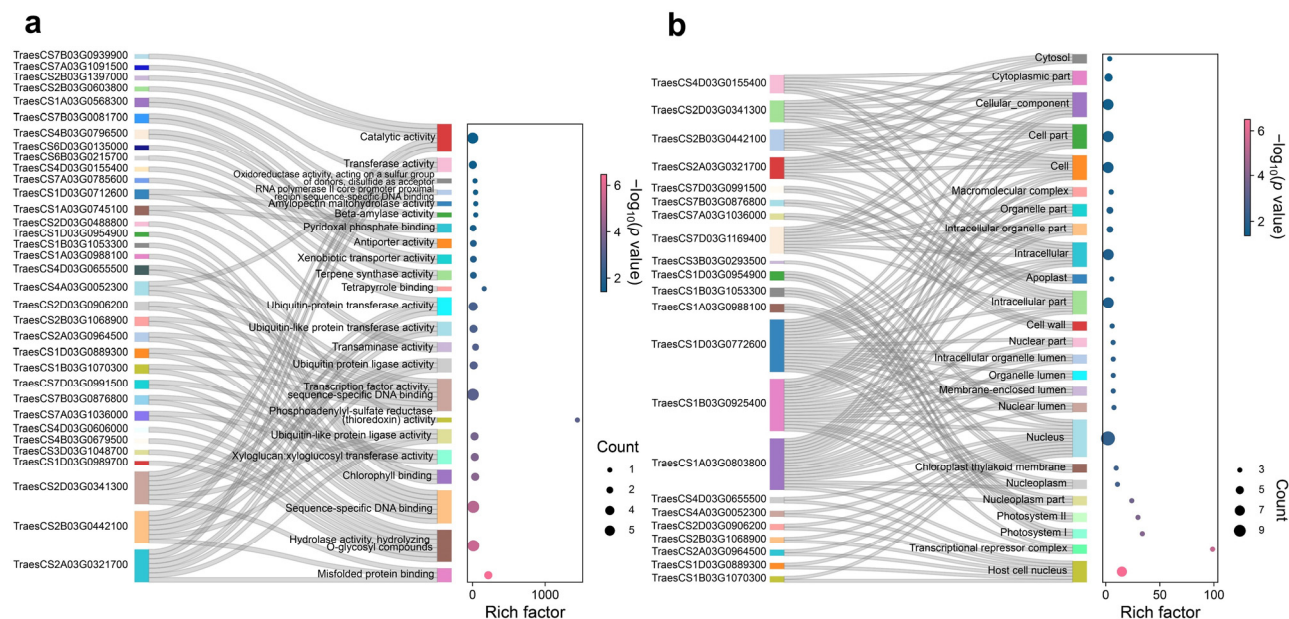 a
TraesCS7B03G0939900
TraesCS7A03G1091500
TraesCS2B03G1397000
TraesCS2B03G0603800
TraesCS1A03G0568300
TraesCS7B03G0081700
TraesCS4B03G0796500
TraesCS6D03G0135000
TraesCS6B03G0215700
TraesCS4D03G0155400
TraesCS7A03G0785600
TraesCS1D03G0712600
TraesCS1A03G0745100
TraesCS2D03G0488800
TraesCS1D03G0954900
TraesCS1B03G1053300
TraesCS1A03G0988100
TraesCS4D03G0655500
TraesCS4A03G0052300
TraesCS2D03G0906200
TraesCS2B03G1068900
TraesCS2A03G0964500
TraesCS1D03G0889300
TraesCS1B03G1070300
TraesCS7D03G0991500
TraesCS7B03G0876800
TraesCS7A03G1036000
TraesCS4D03G0606000
TraesCS4B03G0679500
TraesCS3D03G1048700
TraesCS1D03G0989700
TraesCS2D03G0341300
TraesCS2B03G0442100
TraesCS2A03G0321700
Catalytic activity
Transferase activity
Oxidoreductase activity, acting on a sulfur group
of donors, disulfide as acceptor
RNA polymerase II core promoter proximal
region sequence-specific DNA binding
Amylopectin maltohydrolase activity
Beta-amylase activity
Pyridoxal phosphate binding
Antiporter activity
Xenobiotic transporter activity
Terpene synthase activity
Tetrapyrrole binding
Ubiquitin-protein transferase activity
Ubiquitin-like protein transferase activity
Transaminase activity
Ubiquitin protein ligase activity
Transcription factor activity,
sequence-specific DNA binding
Phosphoadenylyl-sulfate reductase
(thioredoxin) activity
Ubiquitin-like protein ligase activity
Xyloglucan:xyloglucosyl transferase activity
Chlorophyll binding
Sequence-specific DNA binding
Hydrolase activity, hydrolyzing
O-glycosyl compounds
Misfolded protein binding
0
1000
Rich factor
6
4
2
−log10(p value)
Count
1
2
4
5
b
TraesCS4D03G0155400
TraesCS2D03G0341300
TraesCS2B03G0442100
TraesCS2A03G0321700
TraesCS7D03G0991500
TraesCS7B03G0876800
TraesCS7A03G1036000
TraesCS7D03G1169400
TraesCS3B03G0293500
TraesCS1D03G0954900
TraesCS1B03G1053300
TraesCS1A03G0988100
TraesCS1D03G0772600
TraesCS1B03G0925400
TraesCS1A03G0803800
TraesCS4D03G0655500
TraesCS4A03G0052300
TraesCS2D03G0906200
TraesCS2B03G1068900
TraesCS2A03G0964500
TraesCS1D03G0889300
TraesCS1B03G1070300
Cytosol
Cytoplasmic part
Cellular_component
Cell part
Cell
Macromolecular complex
Organelle part
Intracellular organelle part
Intracellular
Apoplast
Intracellular part
Cell wall
Nuclear part
Intracellular organelle lumen
Organelle lumen
Membrane-enclosed lumen
Nuclear lumen
Nucleus
Chloroplast thylakoid membrane
Nucleoplasm
Nucleoplasm part
Photosystem II
Photosystem I
Transcriptional repressor complex
Host cell nucleus
0
50
100
Rich factor
6
4
2
−log10(p value)
3
5
7
9
Count